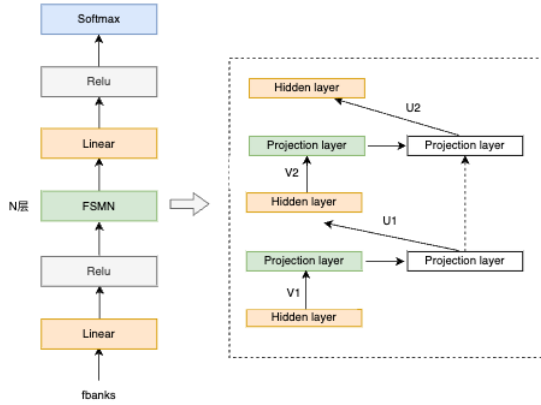 Softmax
Relu
Linear
N层
FSMN
Relu
Linear
fbanks
Hidden layer
U2
Projection layer
Projection layer
V2
Hidden layer
U1
Projection layer
Projection layer
V1
Hidden layer